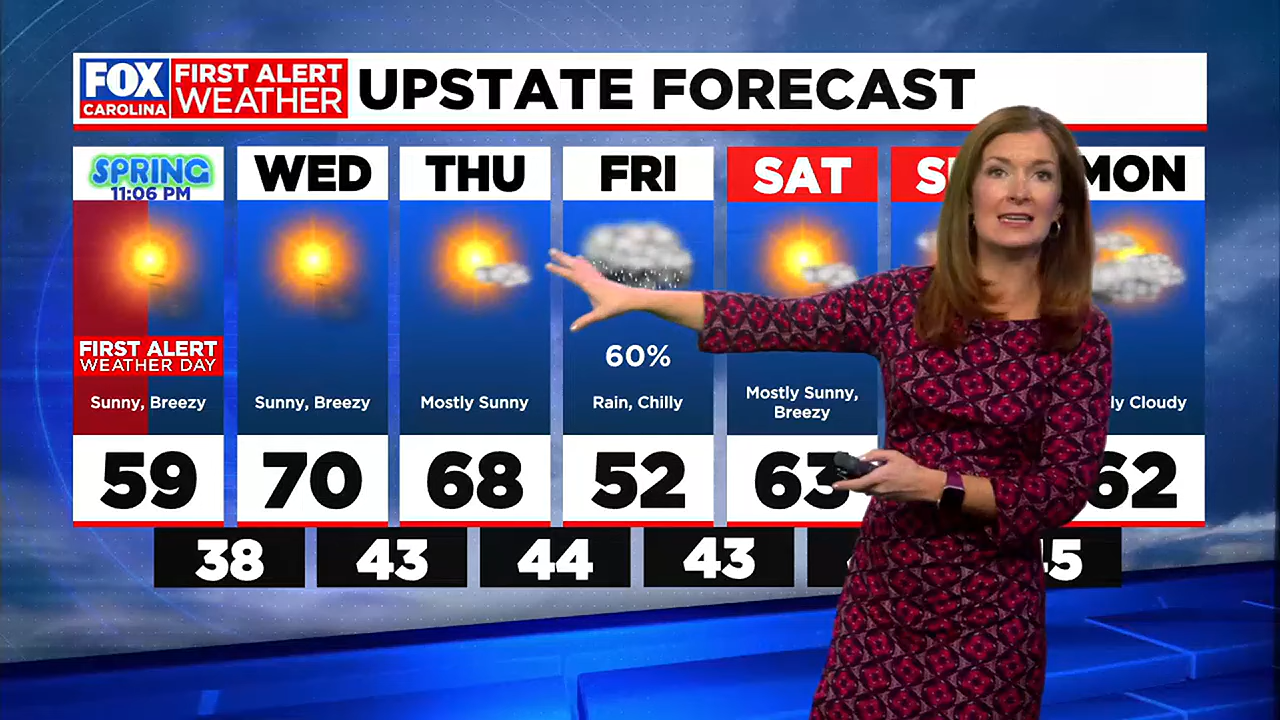 FOX
CAROLINA
FIRST ALERT
WEATHER
UPSTATE FORECAST
SPRING
11:06 PM
WED
THU
FRI
SAT
MON
FIRST ALERT
WEATHER DAY
60%
Sunny, Breezy
Sunny, Breezy
Mostly Sunny
Rain, Chilly
Mostly Sunny,
Breezy
Cloudy
59
70
68
52
63
62
38
43
44
43